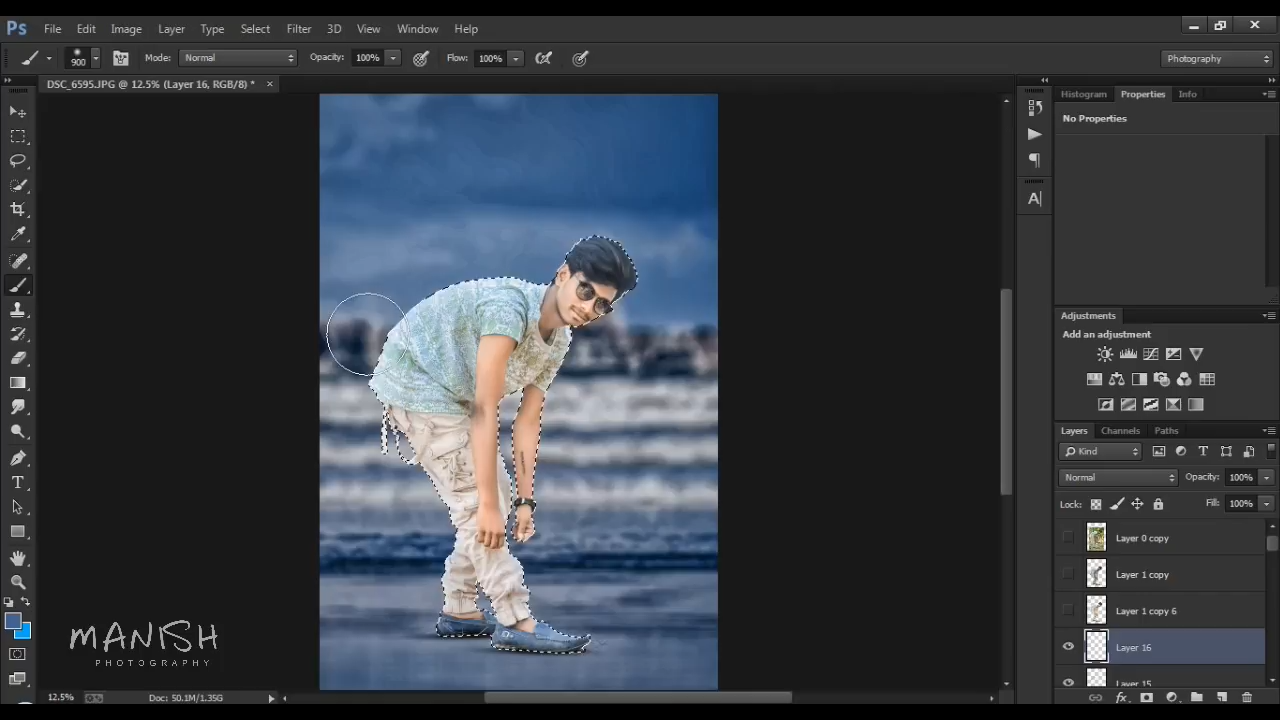 Ps File Edit Image Layer Type Select Filter 3D View Window Help
900 Mode: Normal Opacity: 100% Flow: 100% Photography
DSC_6595.JPG @ 12.5% (Layer 16, RGB/8) *
Histogram Properties Info
No Properties
Adjustments
Add an adjustment
Layers Channels Paths
Kind
Normal Opacity: 100%
Lock: Fill: 100%
Layer 0 copy
Layer 1 copy
Layer 1 copy 6
Layer 16
Layer 15
MANISH
PHOTOGRAPHY
12.5% Doc: 50.1M/1.35G